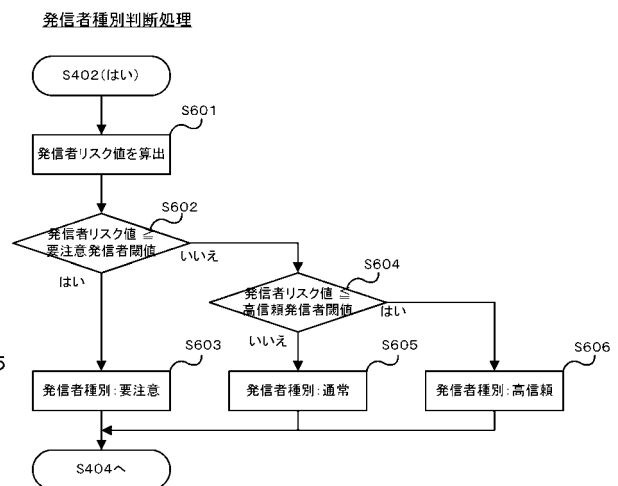 発信者種別判断処理
S402(はい)
S601
発信者リスク値を算出
S602
発信者リスク値 ≧
要注意発信者閾値
はい
いいえ
S604
発信者リスク値 ≦
高信頼発信者閾値
いいえ
はい
S603
発信者種別:要注意
S605
発信者種別:通常
S606
発信者種別:高信頼
S404へ